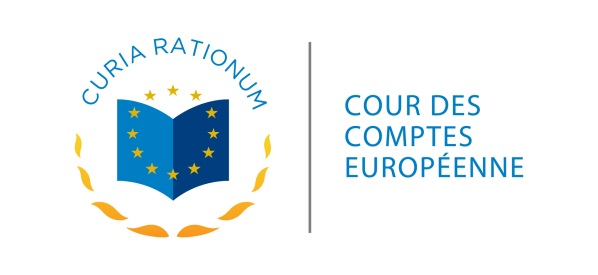 CURIA RATIONUM
COUR DES
COMPTES
EUROPÉENNE